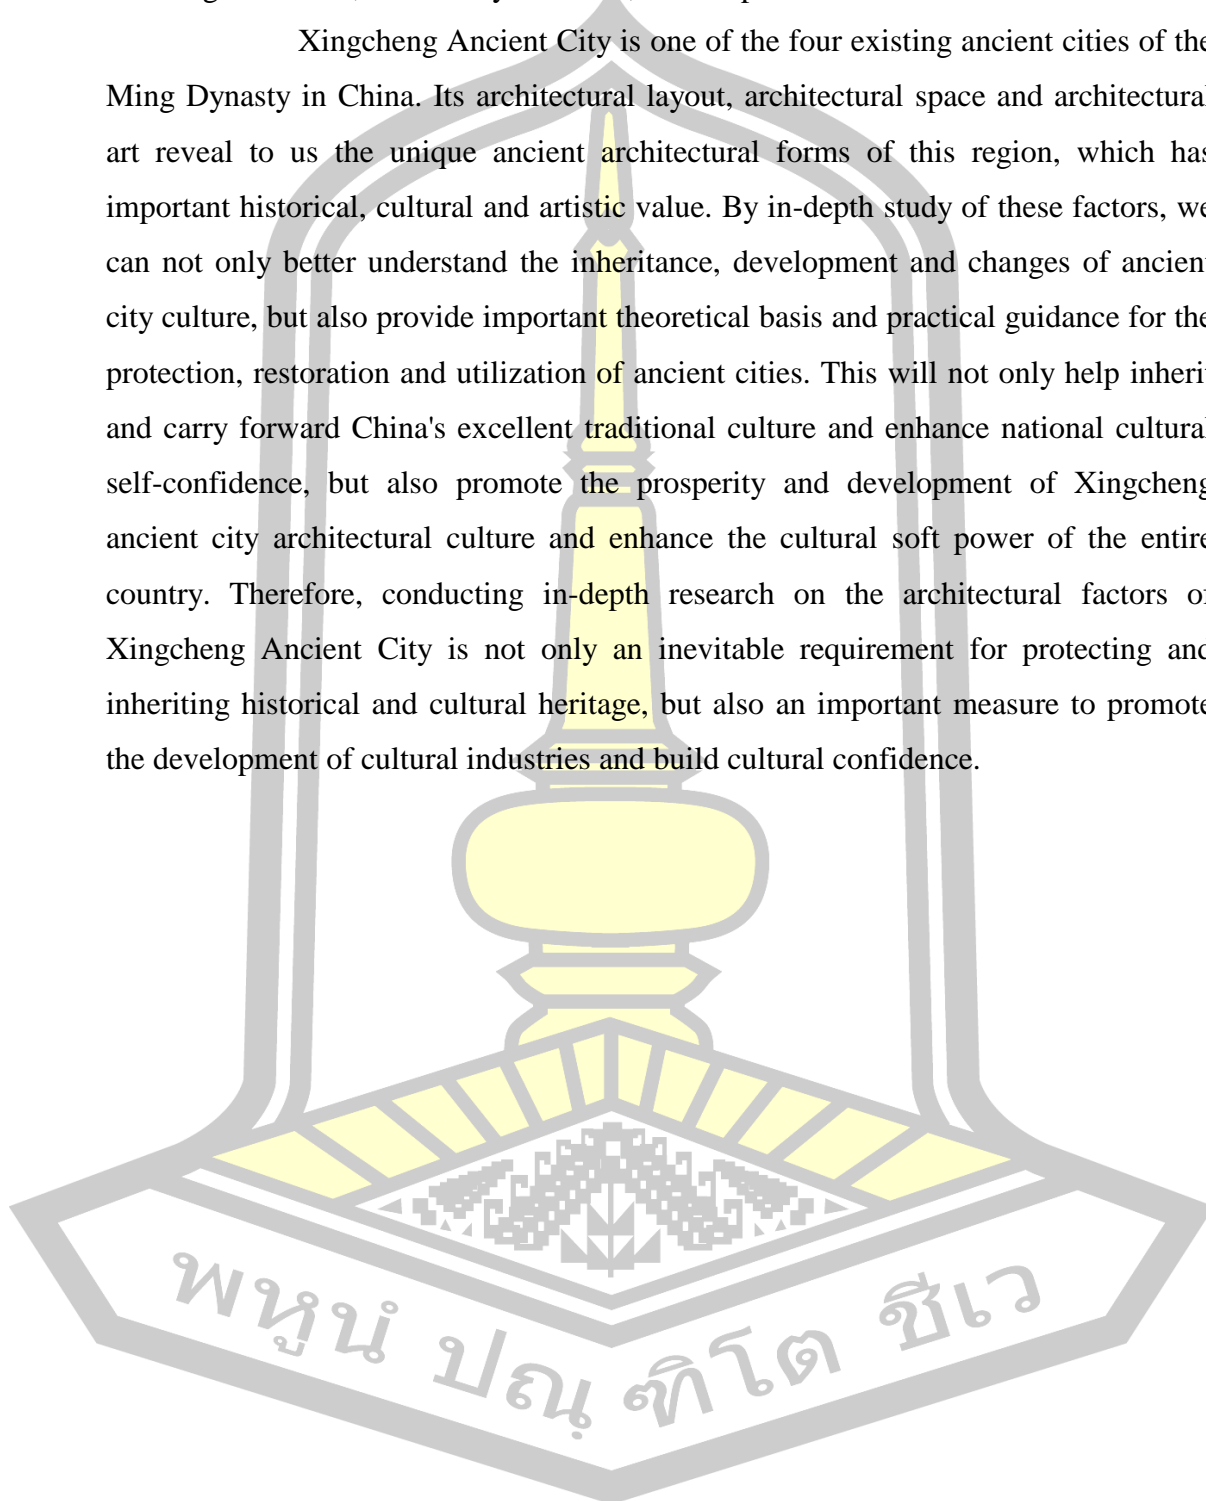 Xingcheng Ancient City is one of the four existing ancient cities of the
Ming Dynasty in China. Its architectural layout, architectural space and architectural
art reveal to us the unique ancient architectural forms of this region, which has
important historical, cultural and artistic value. By in-depth study of these factors, we
can not only better understand the inheritance, development and changes of ancient
city culture, but also provide important theoretical basis and practical guidance for the
protection, restoration and utilization of ancient cities. This will not only help inherit
and carry forward China's excellent traditional culture and enhance national cultural
self-confidence, but also promote the prosperity and development of Xingcheng
ancient city architectural culture and enhance the cultural soft power of the entire
country. Therefore, conducting in-depth research on the architectural factors of
Xingcheng Ancient City is not only an inevitable requirement for protecting and
inheriting historical and cultural heritage, but also an important measure to promote
the development of cultural industries and build cultural confidence.
พหูนํ ปณฺฑิโต ชีเว